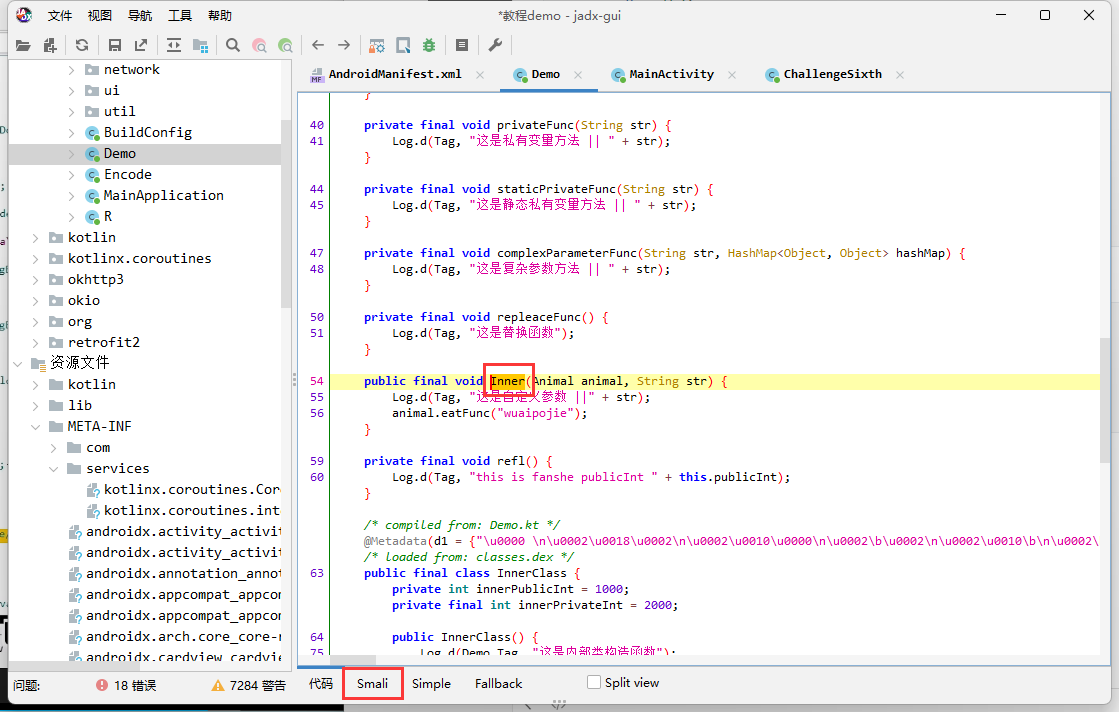 文件 视图 导航 工具 帮助 *教程demo - jadx-gui
AndroidManifest.xml Demo MainActivity ChallengeSixth
network
ui
util
BuildConfig
Demo
Encode
MainApplication
R
kotlin
kotlinx.coroutines
okhttp3
okio
org
retrofit2
资源文件
kotlin
lib
META-INF
com
services
kotlinx.coroutines.Cor
kotlinx.coroutines.inte
androidx.activity_activit
androidx.activity_activit
androidx.annotation_annot
androidx.appcompat_appcom
androidx.appcompat_appcom
androidx.arch.core_core-r
androidx.cardview_cardvie
}
40 private final void privateFunc(String str) {
41 Log.d(Tag, "这是私有变量方法 || " + str);
}
44 private final void staticPrivateFunc(String str) {
45 Log.d(Tag, "这是静态私有变量方法 || " + str);
}
47 private final void complexParameterFunc(String str, HashMap<Object, Object> hashMap) {
48 Log.d(Tag, "这是复杂参数方法 || " + str);
}
50 private final void repleaceFunc() {
51 Log.d(Tag, "这是替换函数");
}
54 public final void Inner(Animal animal, String str) {
55 Log.d(Tag, "这是自定义参数 ||" + str);
56 animal.eatFunc("wuaipojie");
}
59 private final void refl() {
60 Log.d(Tag, "this is fanshe publicInt " + this.publicInt);
}
/* compiled from: Demo.kt */
@Metadata(d1 = {"\u0000 \n\u0002\u0018\u0002\n\u0002\u0010\u0000\n\u0002\b\u0002\n\u0002\u0010\b\n\u0002\
/* loaded from: classes.dex */
63 public final class InnerClass {
private int innerPublicInt = 1000;
private final int innerPrivateInt = 2000;
64 public InnerClass() {
75 Log.d(Demo.Tag, "这是内部类构造函数");
问题: 18 错误 7284 警告 代码 Smali Simple Fallback Split view